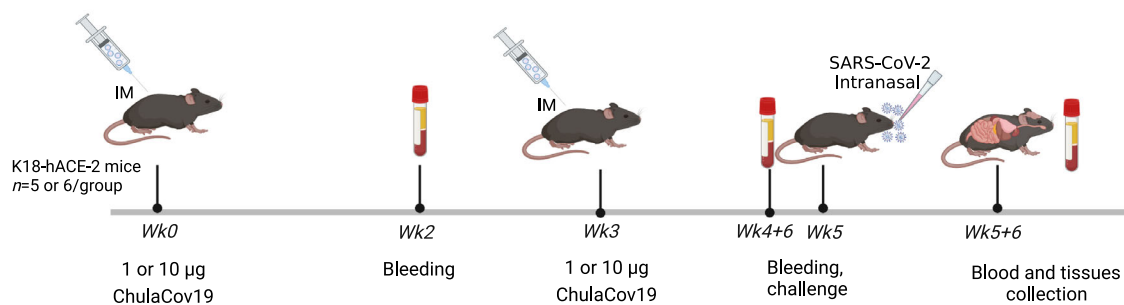 IM
IM
SARS-CoV-2
Intranasal
K18-hACE-2 mice
n=5 or 6/group
Wk0
Wk2
Wk3
Wk4+6
Wk5
Wk5+6
1 or 10 µg
ChulaCov19
Bleeding
1 or 10 µg
ChulaCov19
Bleeding,
challenge
Blood and tissues
collection